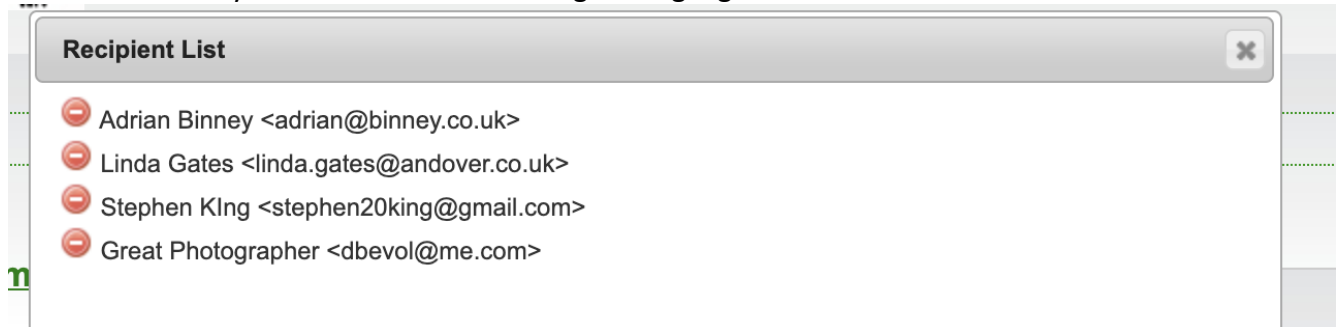 Recipient List
Adrian Binney <adrian@binney.co.uk>
Linda Gates <linda.gates@andover.co.uk>
Stephen KIng <stephen20king@gmail.com>
Great Photographer <dbevol@me.com>
m